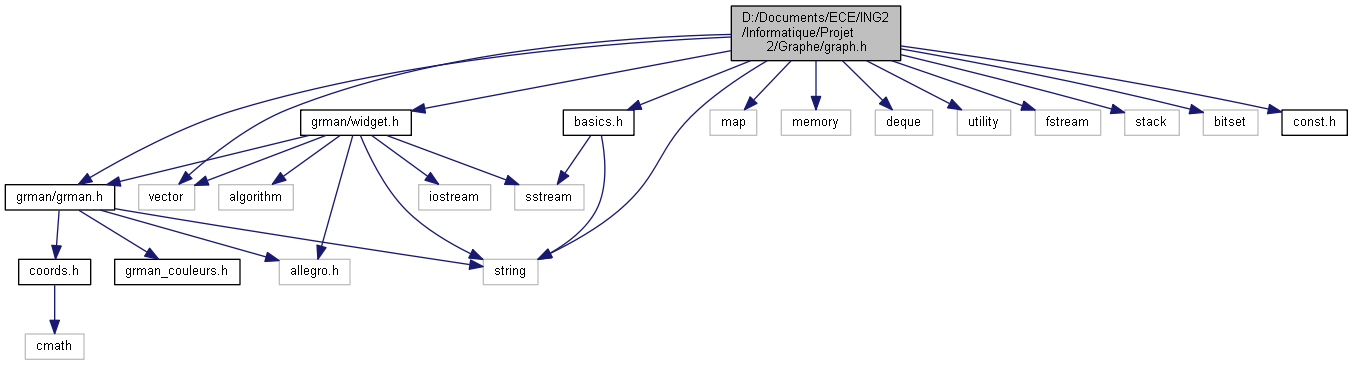 D:/Documents/ECE/ING2
/Informatique/Projet
2/Graphe/graph.h
grman/widget.h
basics.h
map
memory
deque
utility
fstream
stack
bitset
const.h
grman/grman.h
vector
algorithm
iostream
sstream
coords.h
grman_couleurs.h
allegro.h
string
cmath